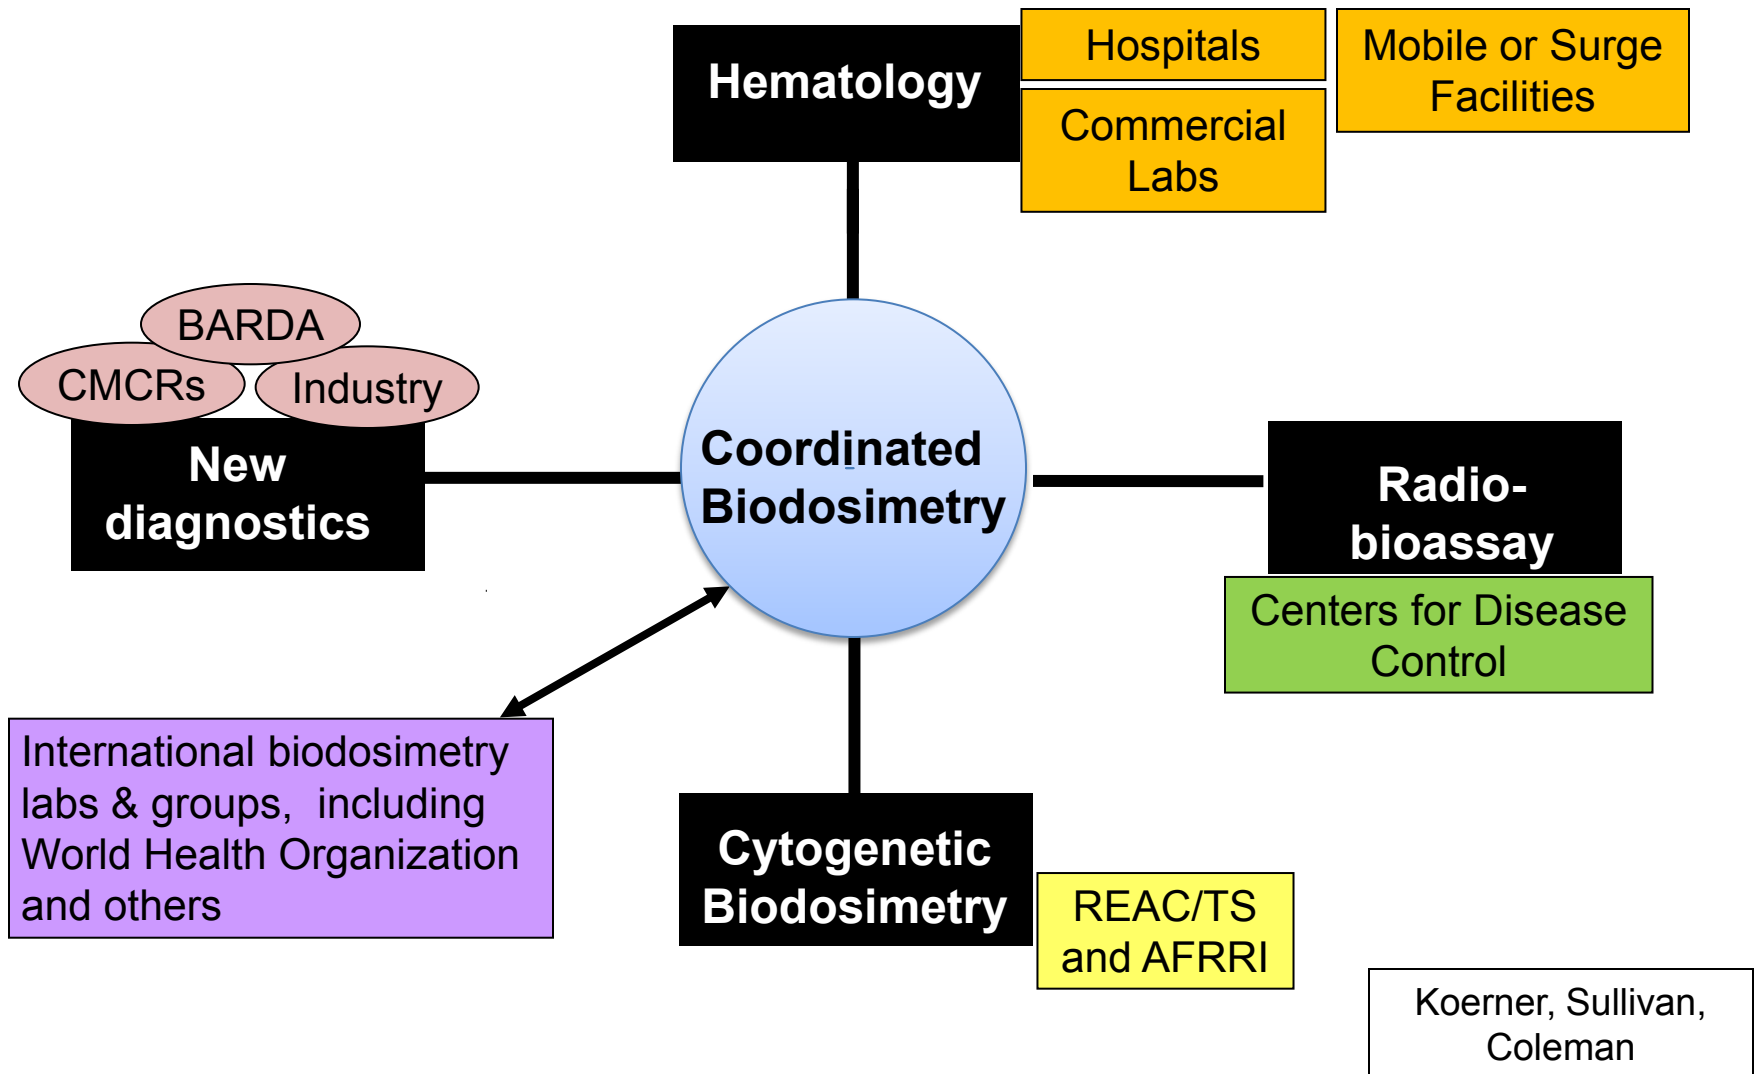 Hematology
Hospitals
Commercial
Labs
Mobile or Surge
Facilities
BARDA
CMCRs
Industry
New
diagnostics
Coordinated
Biodosimetry
Radio-
bioassay
Centers for Disease
Control
International biodosimetry
labs & groups, including
World Health Organization
and others
Cytogenetic
Biodosimetry
REAC/TS
and AFRRI
Koerner, Sullivan,
Coleman